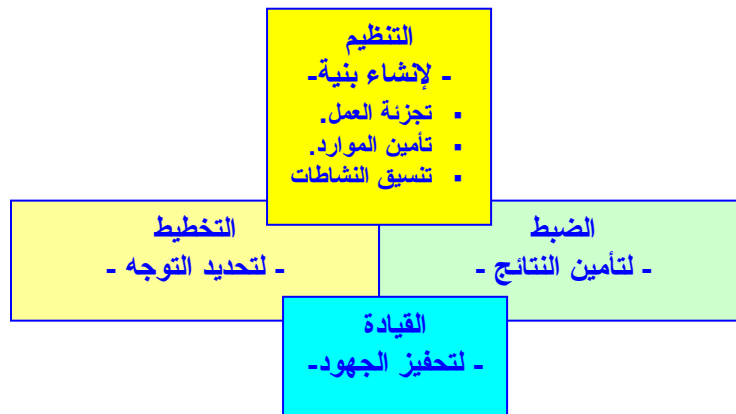 التنظيم
- لإنشاء بنية-
▪ تجزئة العمل.
▪ تأمين الموارد.
▪ تنسيق النشاطات
الضبط
- لتأمين النتائج -
التخطيط
- لتحديد التوجه -
القيادة
- لتحفيز الجهود-